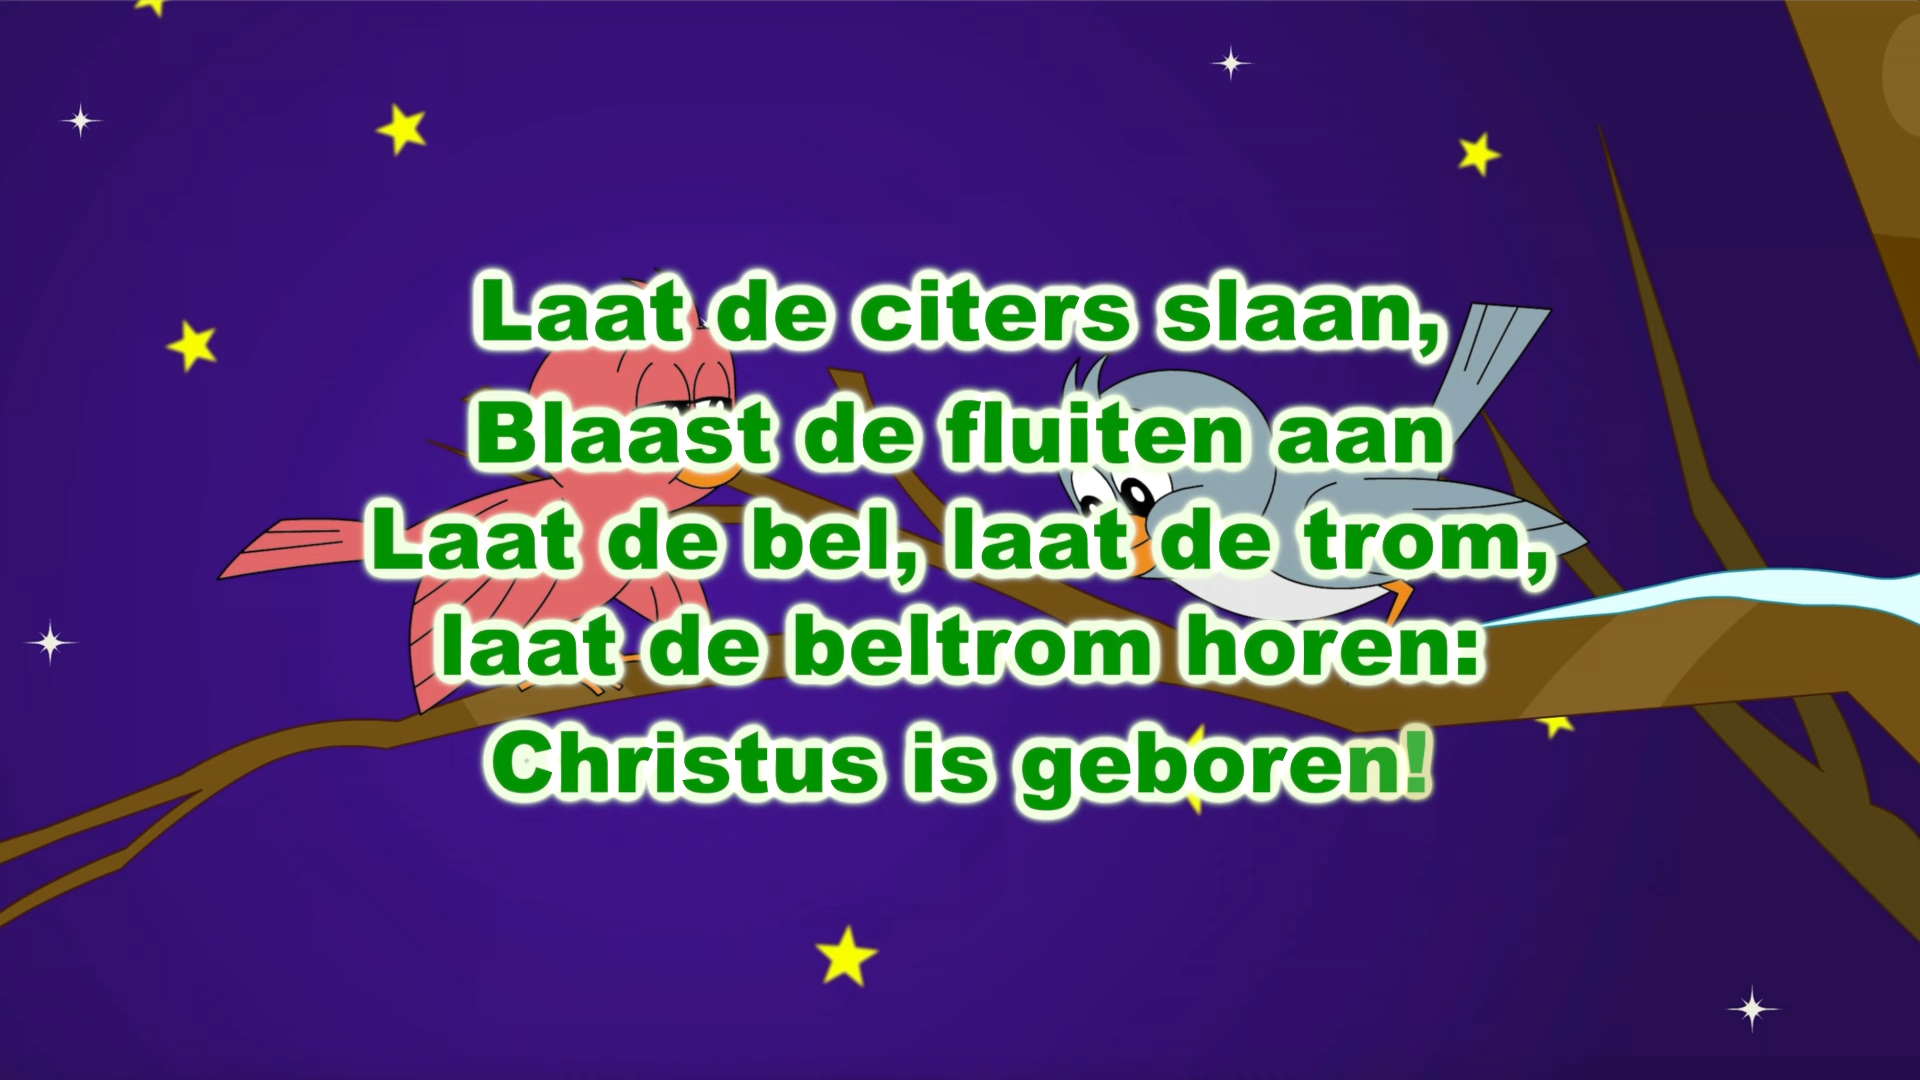 Laat de citers slaan,
Blaast de fluiten aan
Laat de bel, laat de trom,
laat de beltrom horen:
Christus is geboren!